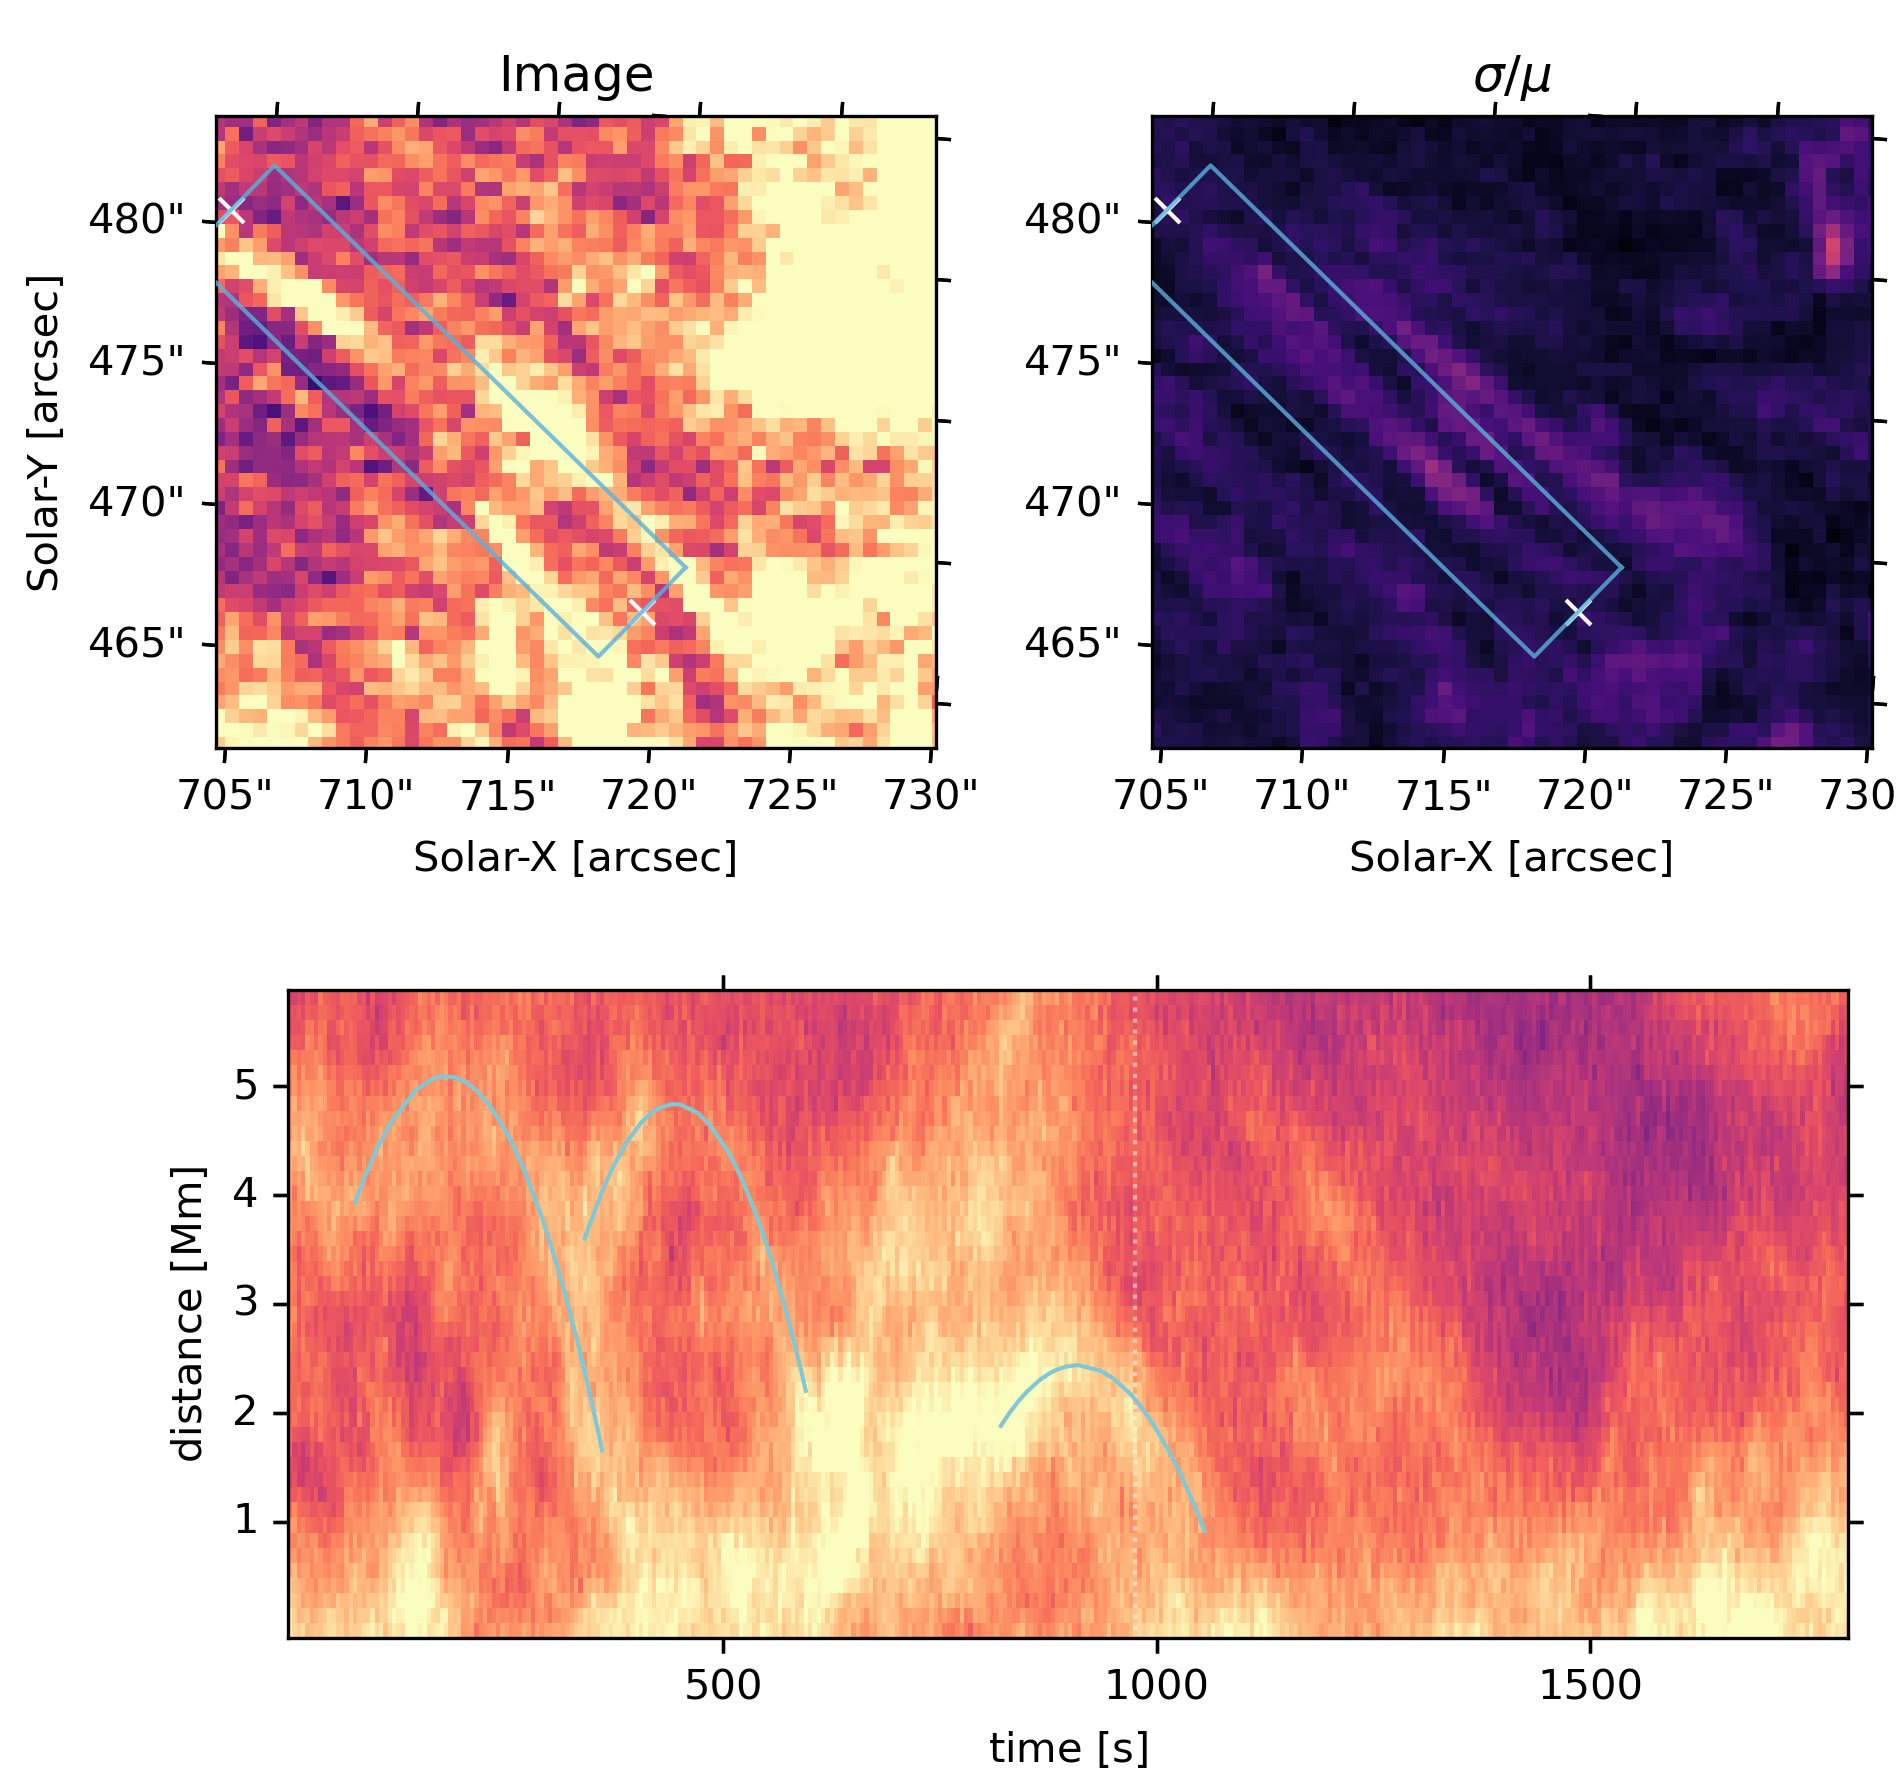 Image
σ/μ
480"
475"
470"
465"
Solar-Y [arcsec]
705" 710" 715" 720" 725" 730"
Solar-X [arcsec]
480"
475"
470"
465"
705" 710" 715" 720" 725" 730
Solar-X [arcsec]
5
4
3
2
1
distance [Mm]
500 1000 1500
time [s]